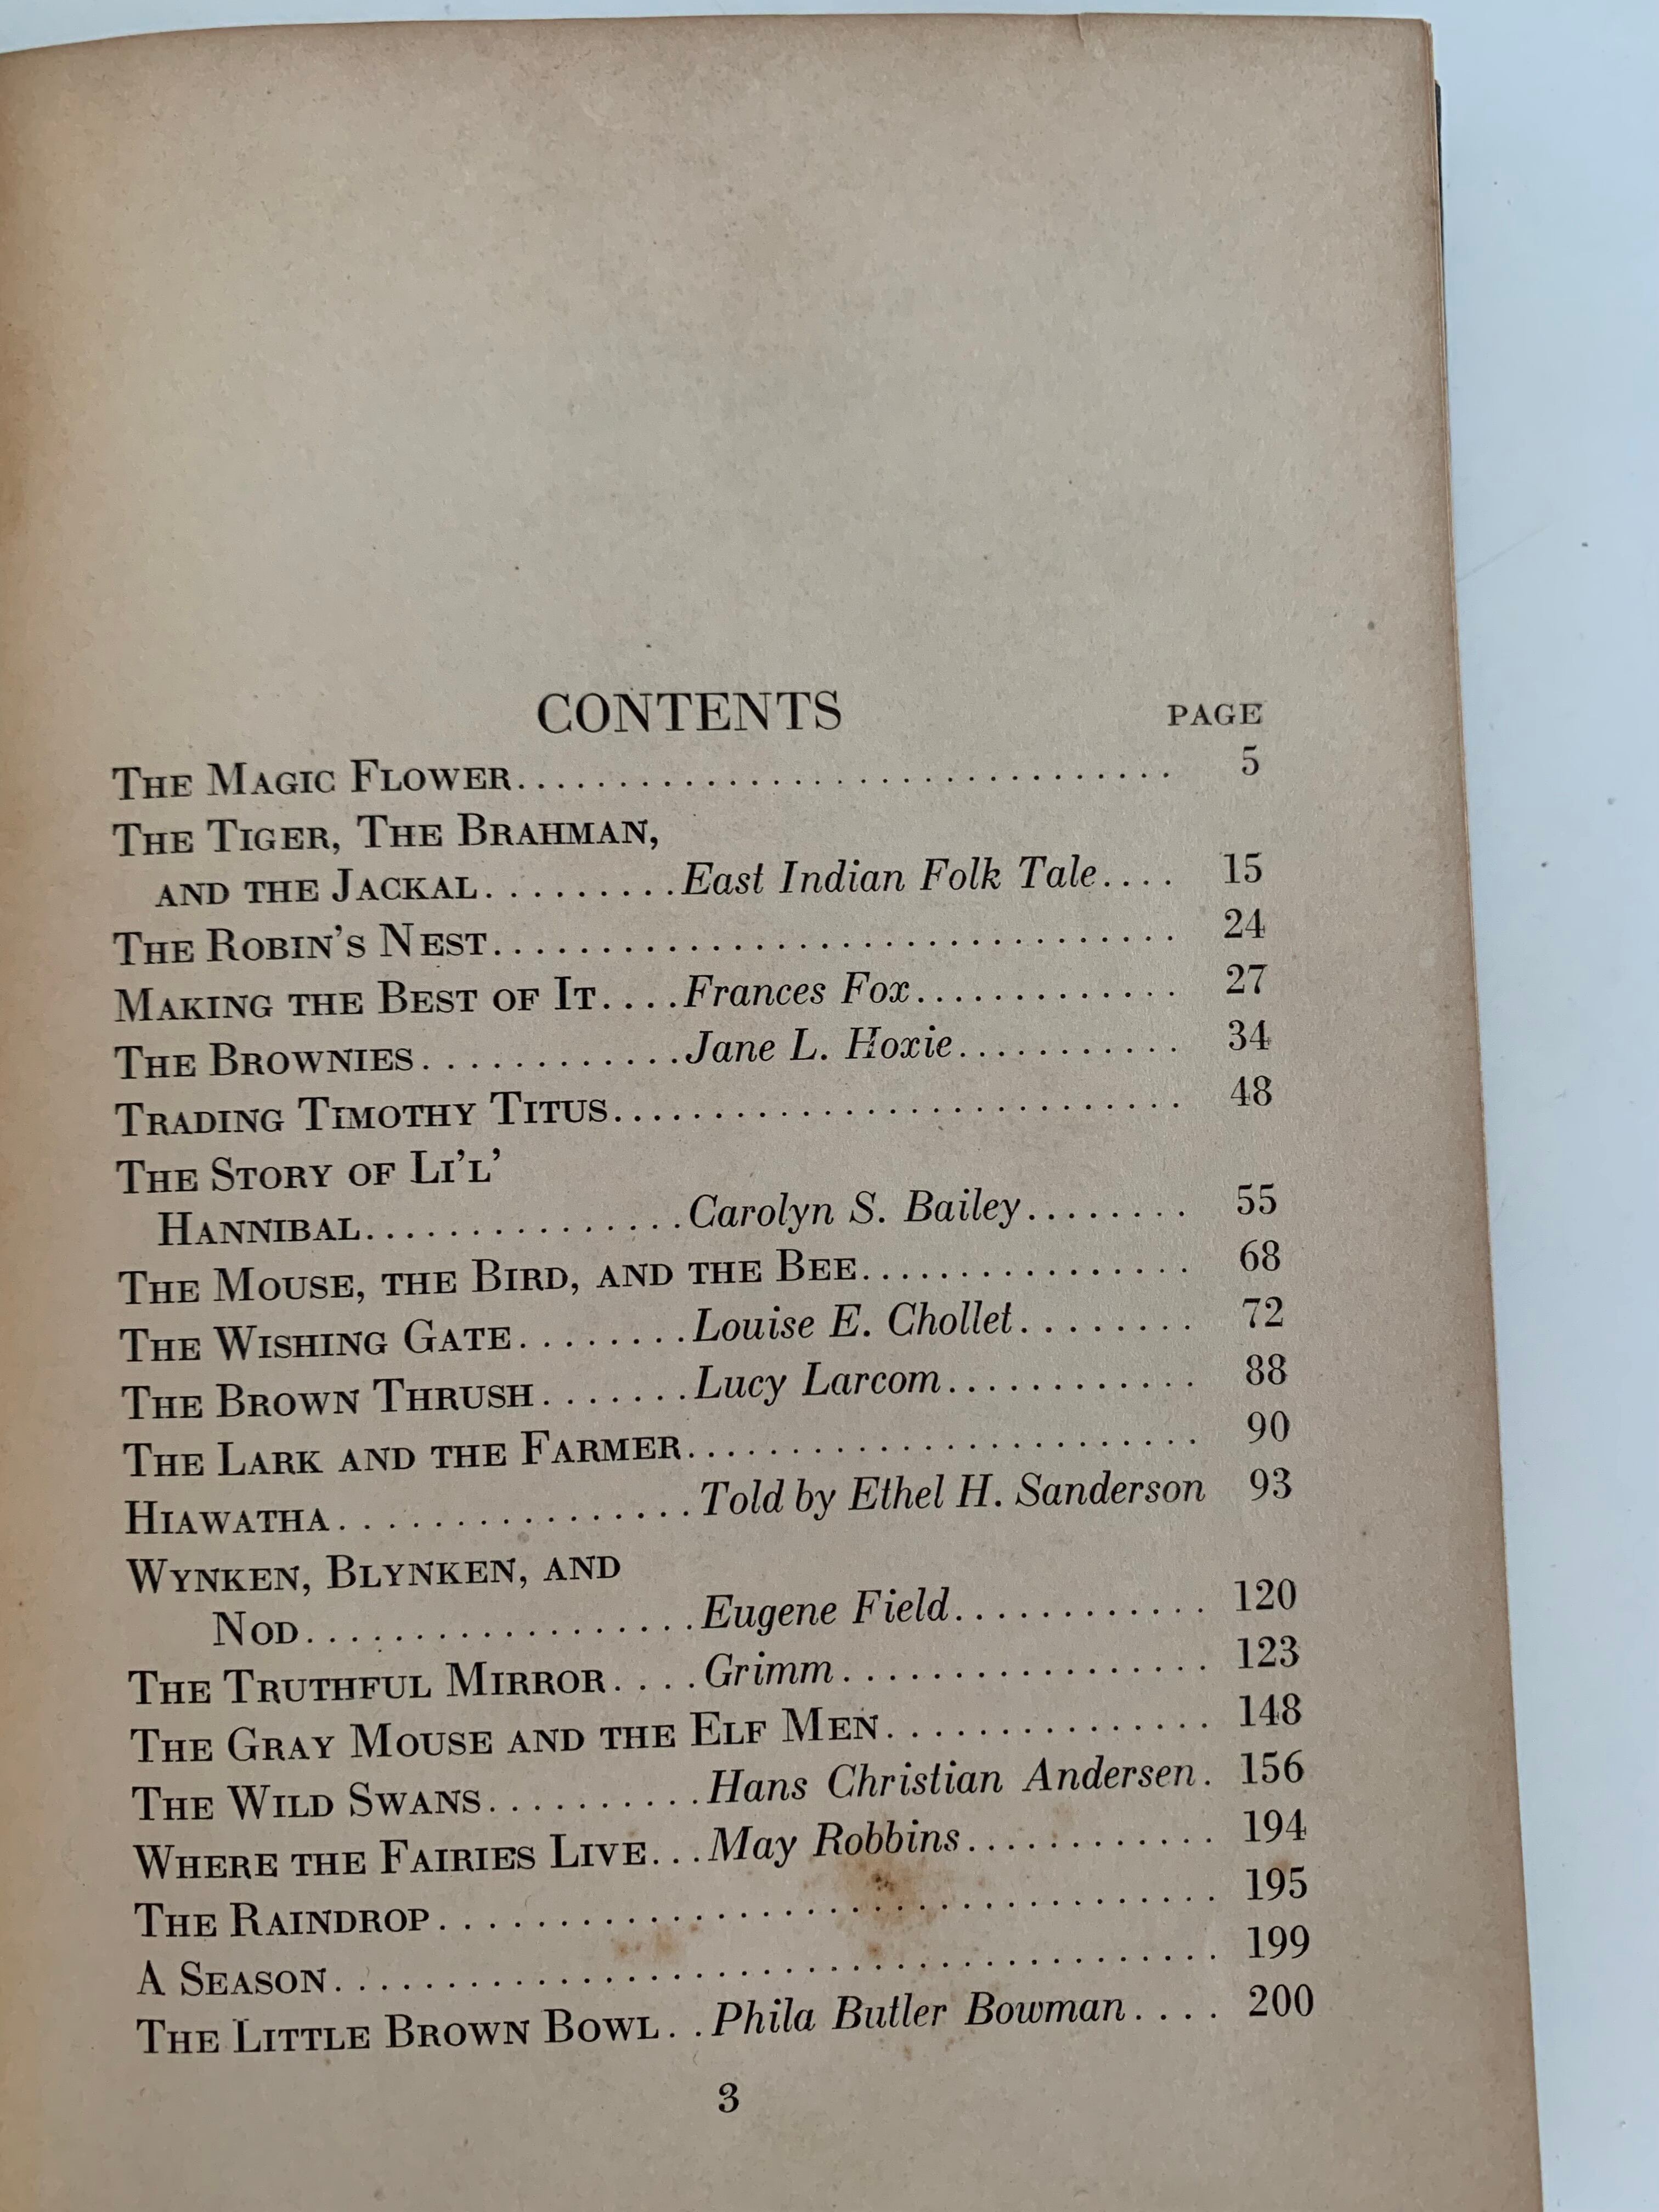 CONTENTS PAGE
THE MAGIC FLOWER................................ 5
THE TIGER, THE BRAHMAN,
AND THE JACKAL.........East Indian Folk Tale.... 15
THE ROBIN'S NEST................................ 24
MAKING THE BEST OF IT....Frances Fox............. 27
THE BROWNIES............Jane L. Hoxie........... 34
TRADING TIMOTHY TITUS........................... 48
THE STORY OF LI'L'
HANNIBAL...............Carolyn S. Bailey........ 55
THE MOUSE, THE BIRD, AND THE BEE................ 68
THE WISHING GATE........Louise E. Chollet........ 72
THE BROWN THRUSH.......Lucy Larcom............ 88
THE LARK AND THE FARMER........................ 90
HIAWATHA................Told by Ethel H. Sanderson 93
WYNKEN, BLYNKEN, AND
NOD...................Eugene Field............ 120
THE TRUTHFUL MIRROR....Grimm................. 123
THE GRAY MOUSE AND THE ELF MEN............... 148
THE WILD SWANS..........Hans Christian Andersen. 156
WHERE THE FAIRIES LIVE...May Robbins............ 194
THE RAINDROP................................... 195
A SEASON........................................ 199
THE LITTLE BROWN BOWL..Phila Butler Bowman.... 200
3